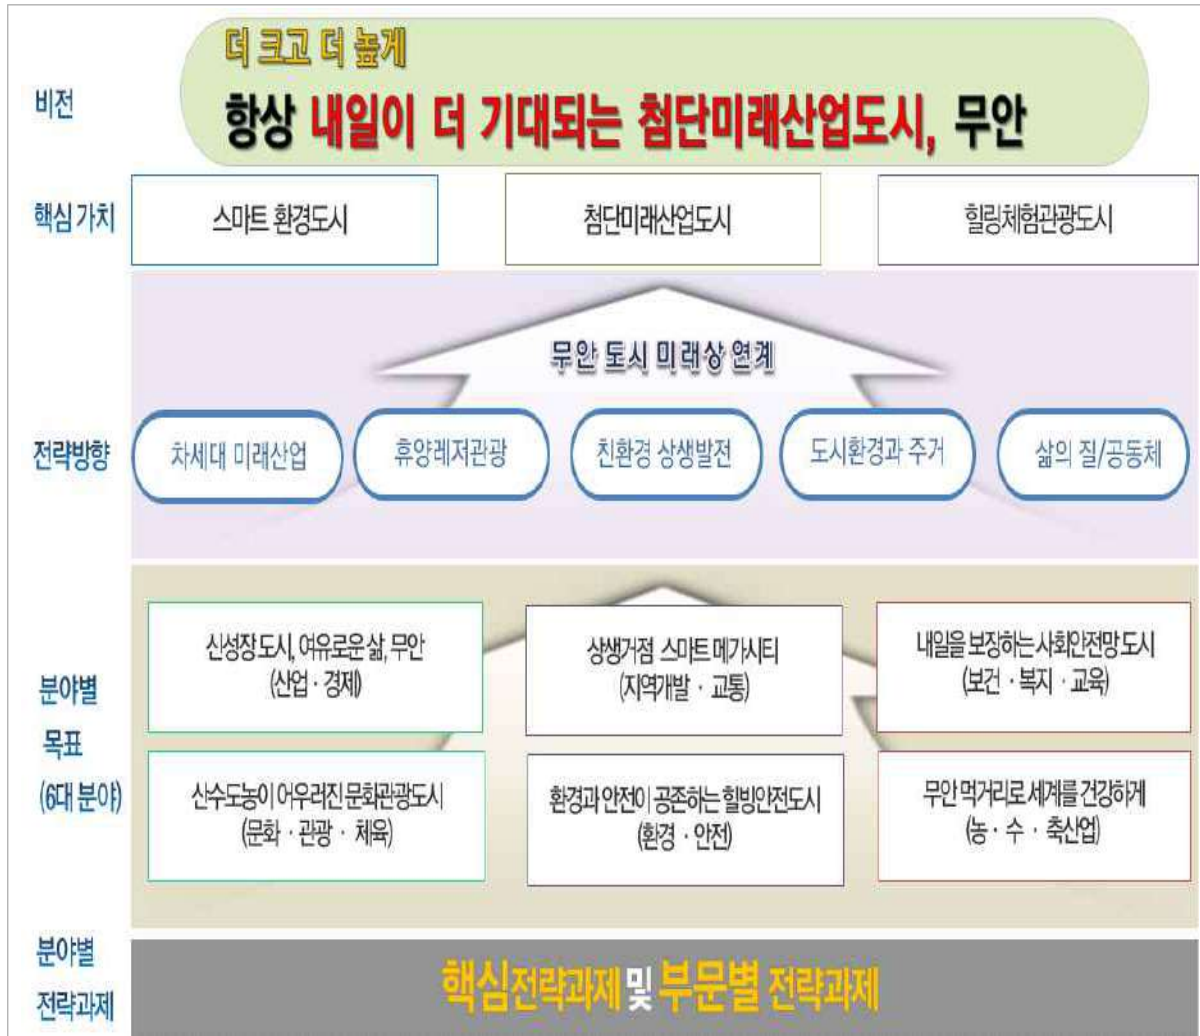 더 크고 더 높게
비전
항상 내일이 더 기대되는 첨단미래산업도시, 무안
핵심 가치
스마트 환경도시
첨단미래산업도시
힐링체험관광도시
무안 도시 미래상 연계
전략방향
차세대 미래산업
휴양레저관광
친환경 상생발전
도시환경과 주거
삶의 질/공동체
분야별
목표
(6대 분야)
신성장 도시, 여유로운 삶, 무안
(산업 · 경제)
상생거점 스마트 메가시티
(지역개발 · 교통)
내일을 보장하는 사회안전망 도시
(보건 · 복지 · 교육)
산수도농이 어우러진 문화관광도시
(문화 · 관광 · 체육)
환경과 안전이 공존하는 힐빙안전도시
(환경 · 안전)
무안 먹거리로 세계를 건강하게
(농 · 수 · 축산업)
분야별
전략과제
핵심전략과제 및 부문별 전략과제